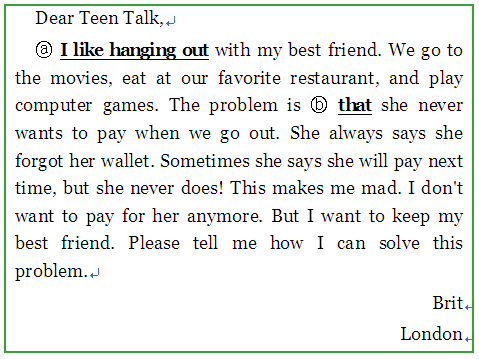 Dear Teen Talk,↵
ⓐ I like hanging out with my best friend. We go to
the movies, eat at our favorite restaurant, and play
computer games. The problem is ⓑ that she never
wants to pay when we go out. She always says she
forgot her wallet. Sometimes she says she will pay next
time, but she never does! This makes me mad. I don't
want to pay for her anymore. But I want to keep my
best friend. Please tell me how I can solve this
problem.↵
Brit↵
London↵